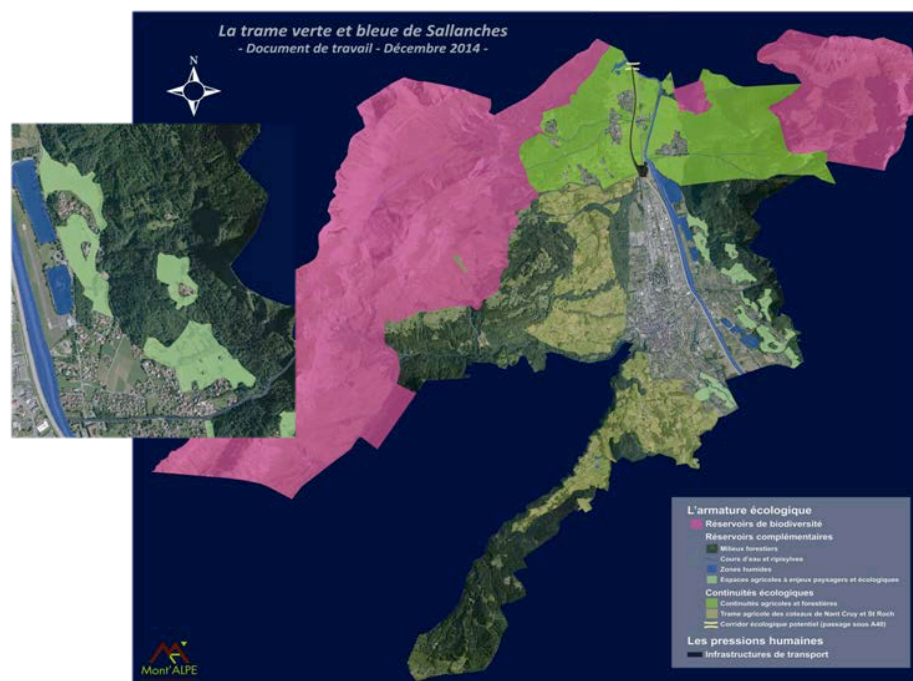 La trame verte et bleue de Sallanches
- Document de travail - Décembre 2014 -
N
L'armature écologique
Réservoirs de biodiversité
Réservoirs complémentaires
Milieux forestiers
Cours d'eau et ripisylves
Zones humides
Espaces agricoles à enjeux paysagers et écologiques
Continuités écologiques
Continuités agricoles et forestières
Trame agricole des coteaux de Nant Cruy et St Roch
Corridor écologique potentiel (passage sous A40)
Les pressions humaines
Infrastructures de transport
Mont'ALPE